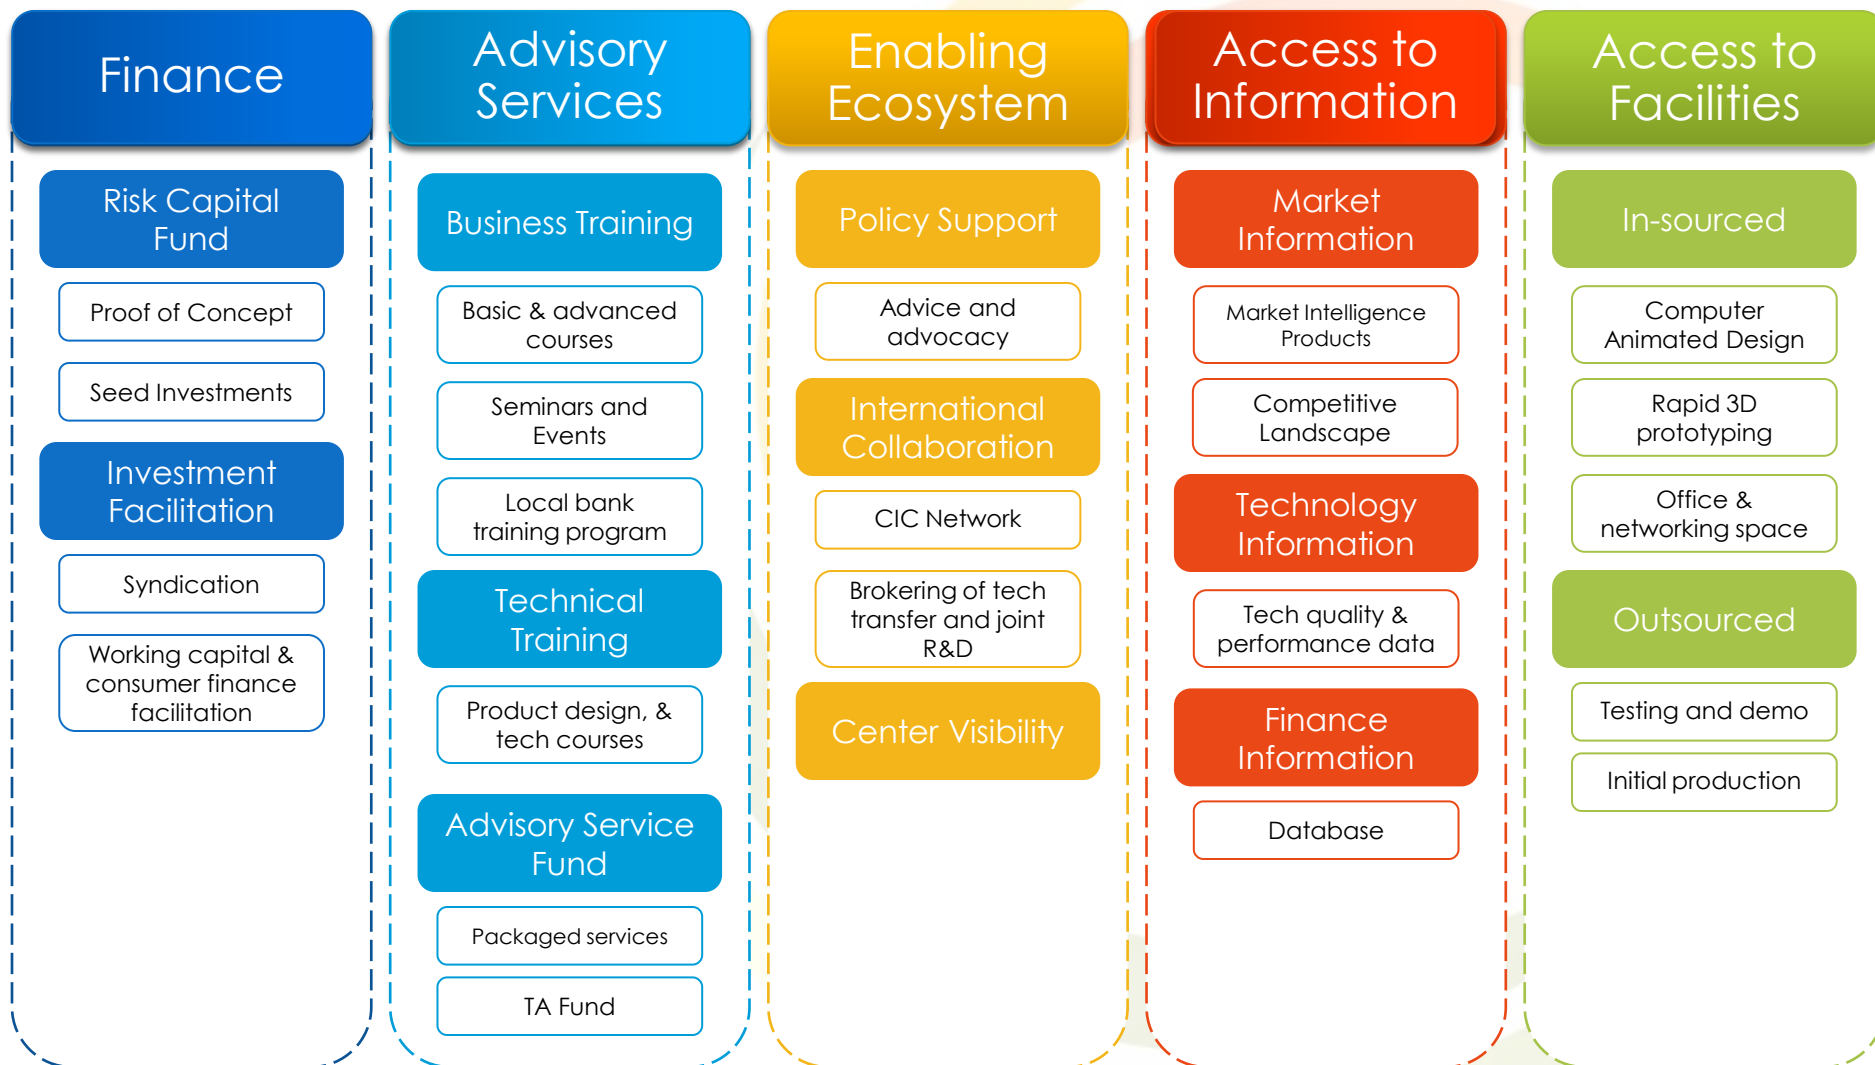 Finance
Risk Capital
Fund
Proof of Concept
Seed Investments
Investment
Facilitation
Syndication
Working capital &
consumer finance
facilitation
Advisory
Services
Business Training
Basic & advanced
courses
Seminars and
Events
Local bank
training program
Technical
Training
Product design, &
tech courses
Advisory Service
Fund
Packaged services
TA Fund
Enabling
Ecosystem
Policy Support
Advice and
advocacy
International
Collaboration
CIC Network
Brokering of tech
transfer and joint
R&D
Center Visibility
Access to
Information
Market
Information
Market Intelligence
Products
Competitive
Landscape
Technology
Information
Tech quality &
performance data
Finance
Information
Database
Access to
Facilities
In-sourced
Computer
Animated Design
Rapid 3D
prototyping
Office &
networking space
Outsourced
Testing and demo
Initial production